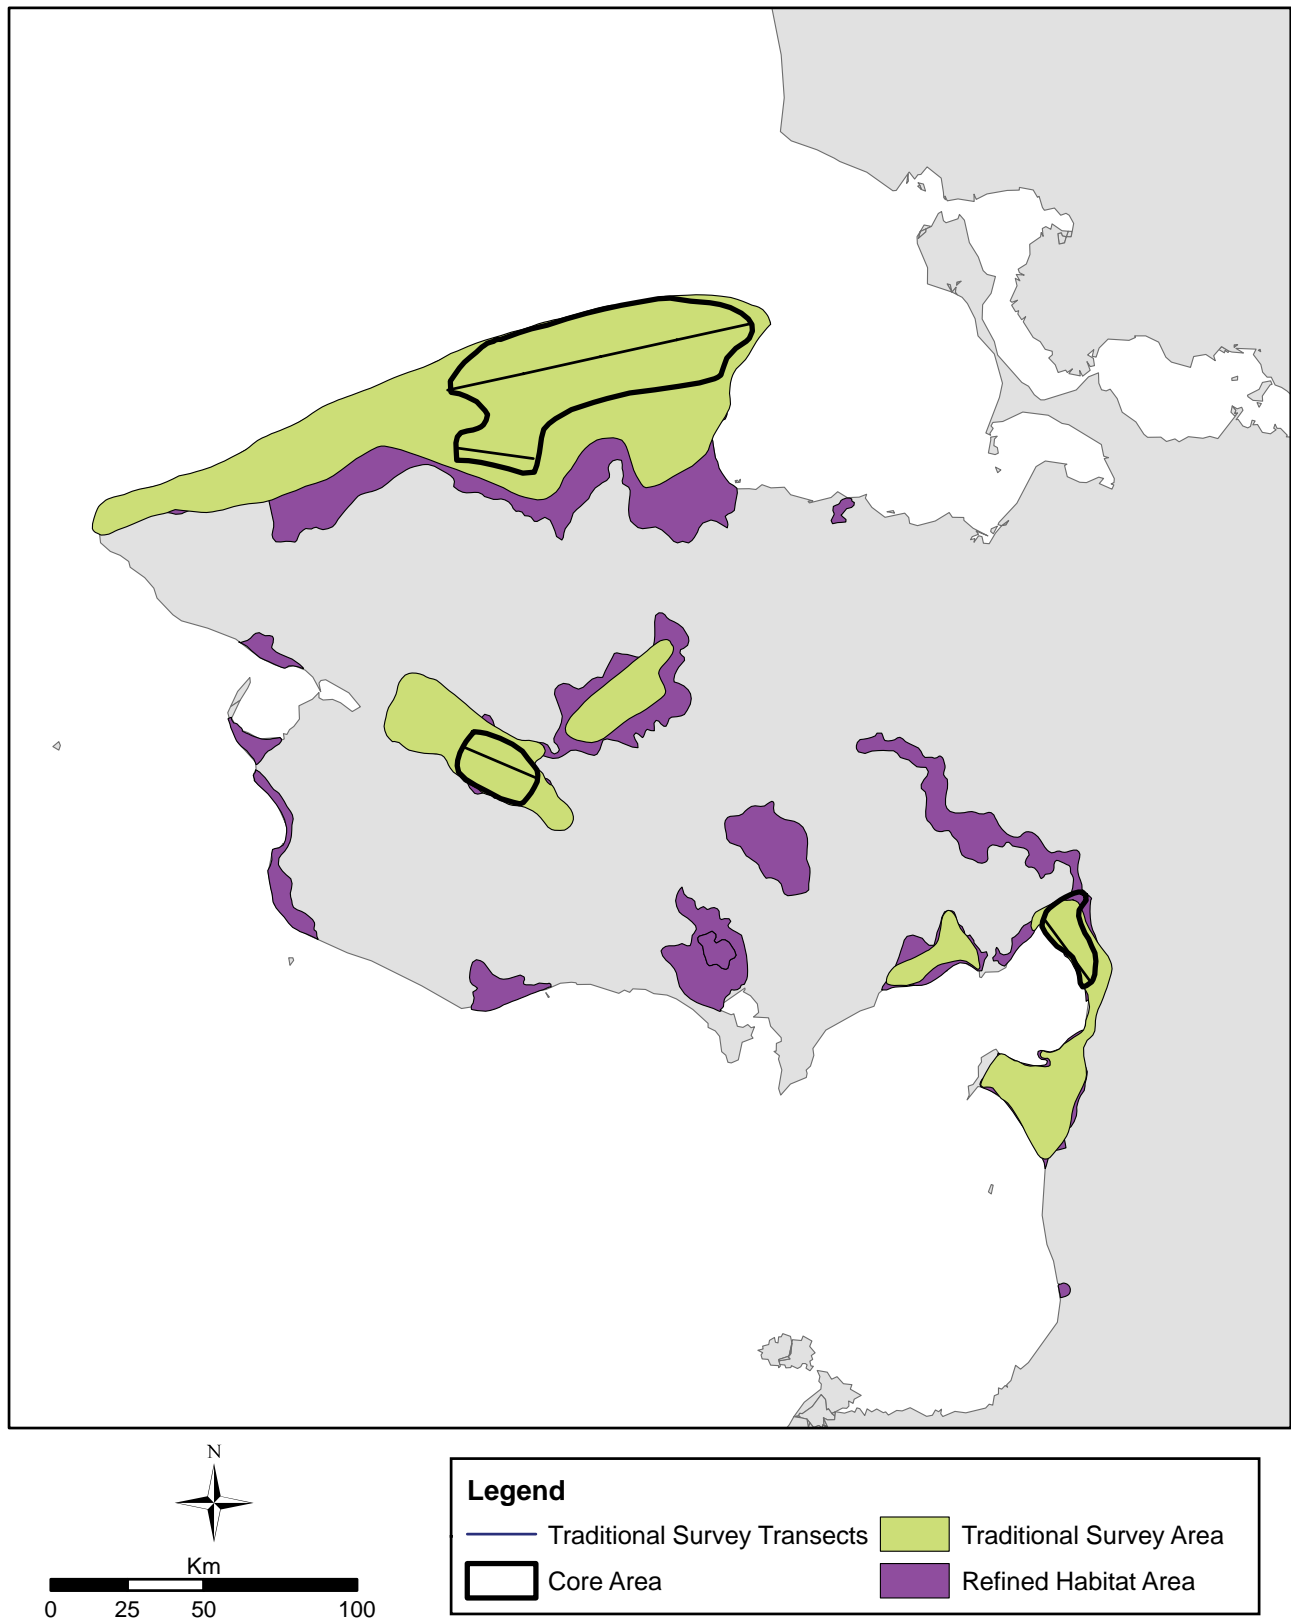 N
Km
0 25 50 100
Legend
Traditional Survey Transects
Traditional Survey Area
Core Area
Refined Habitat Area